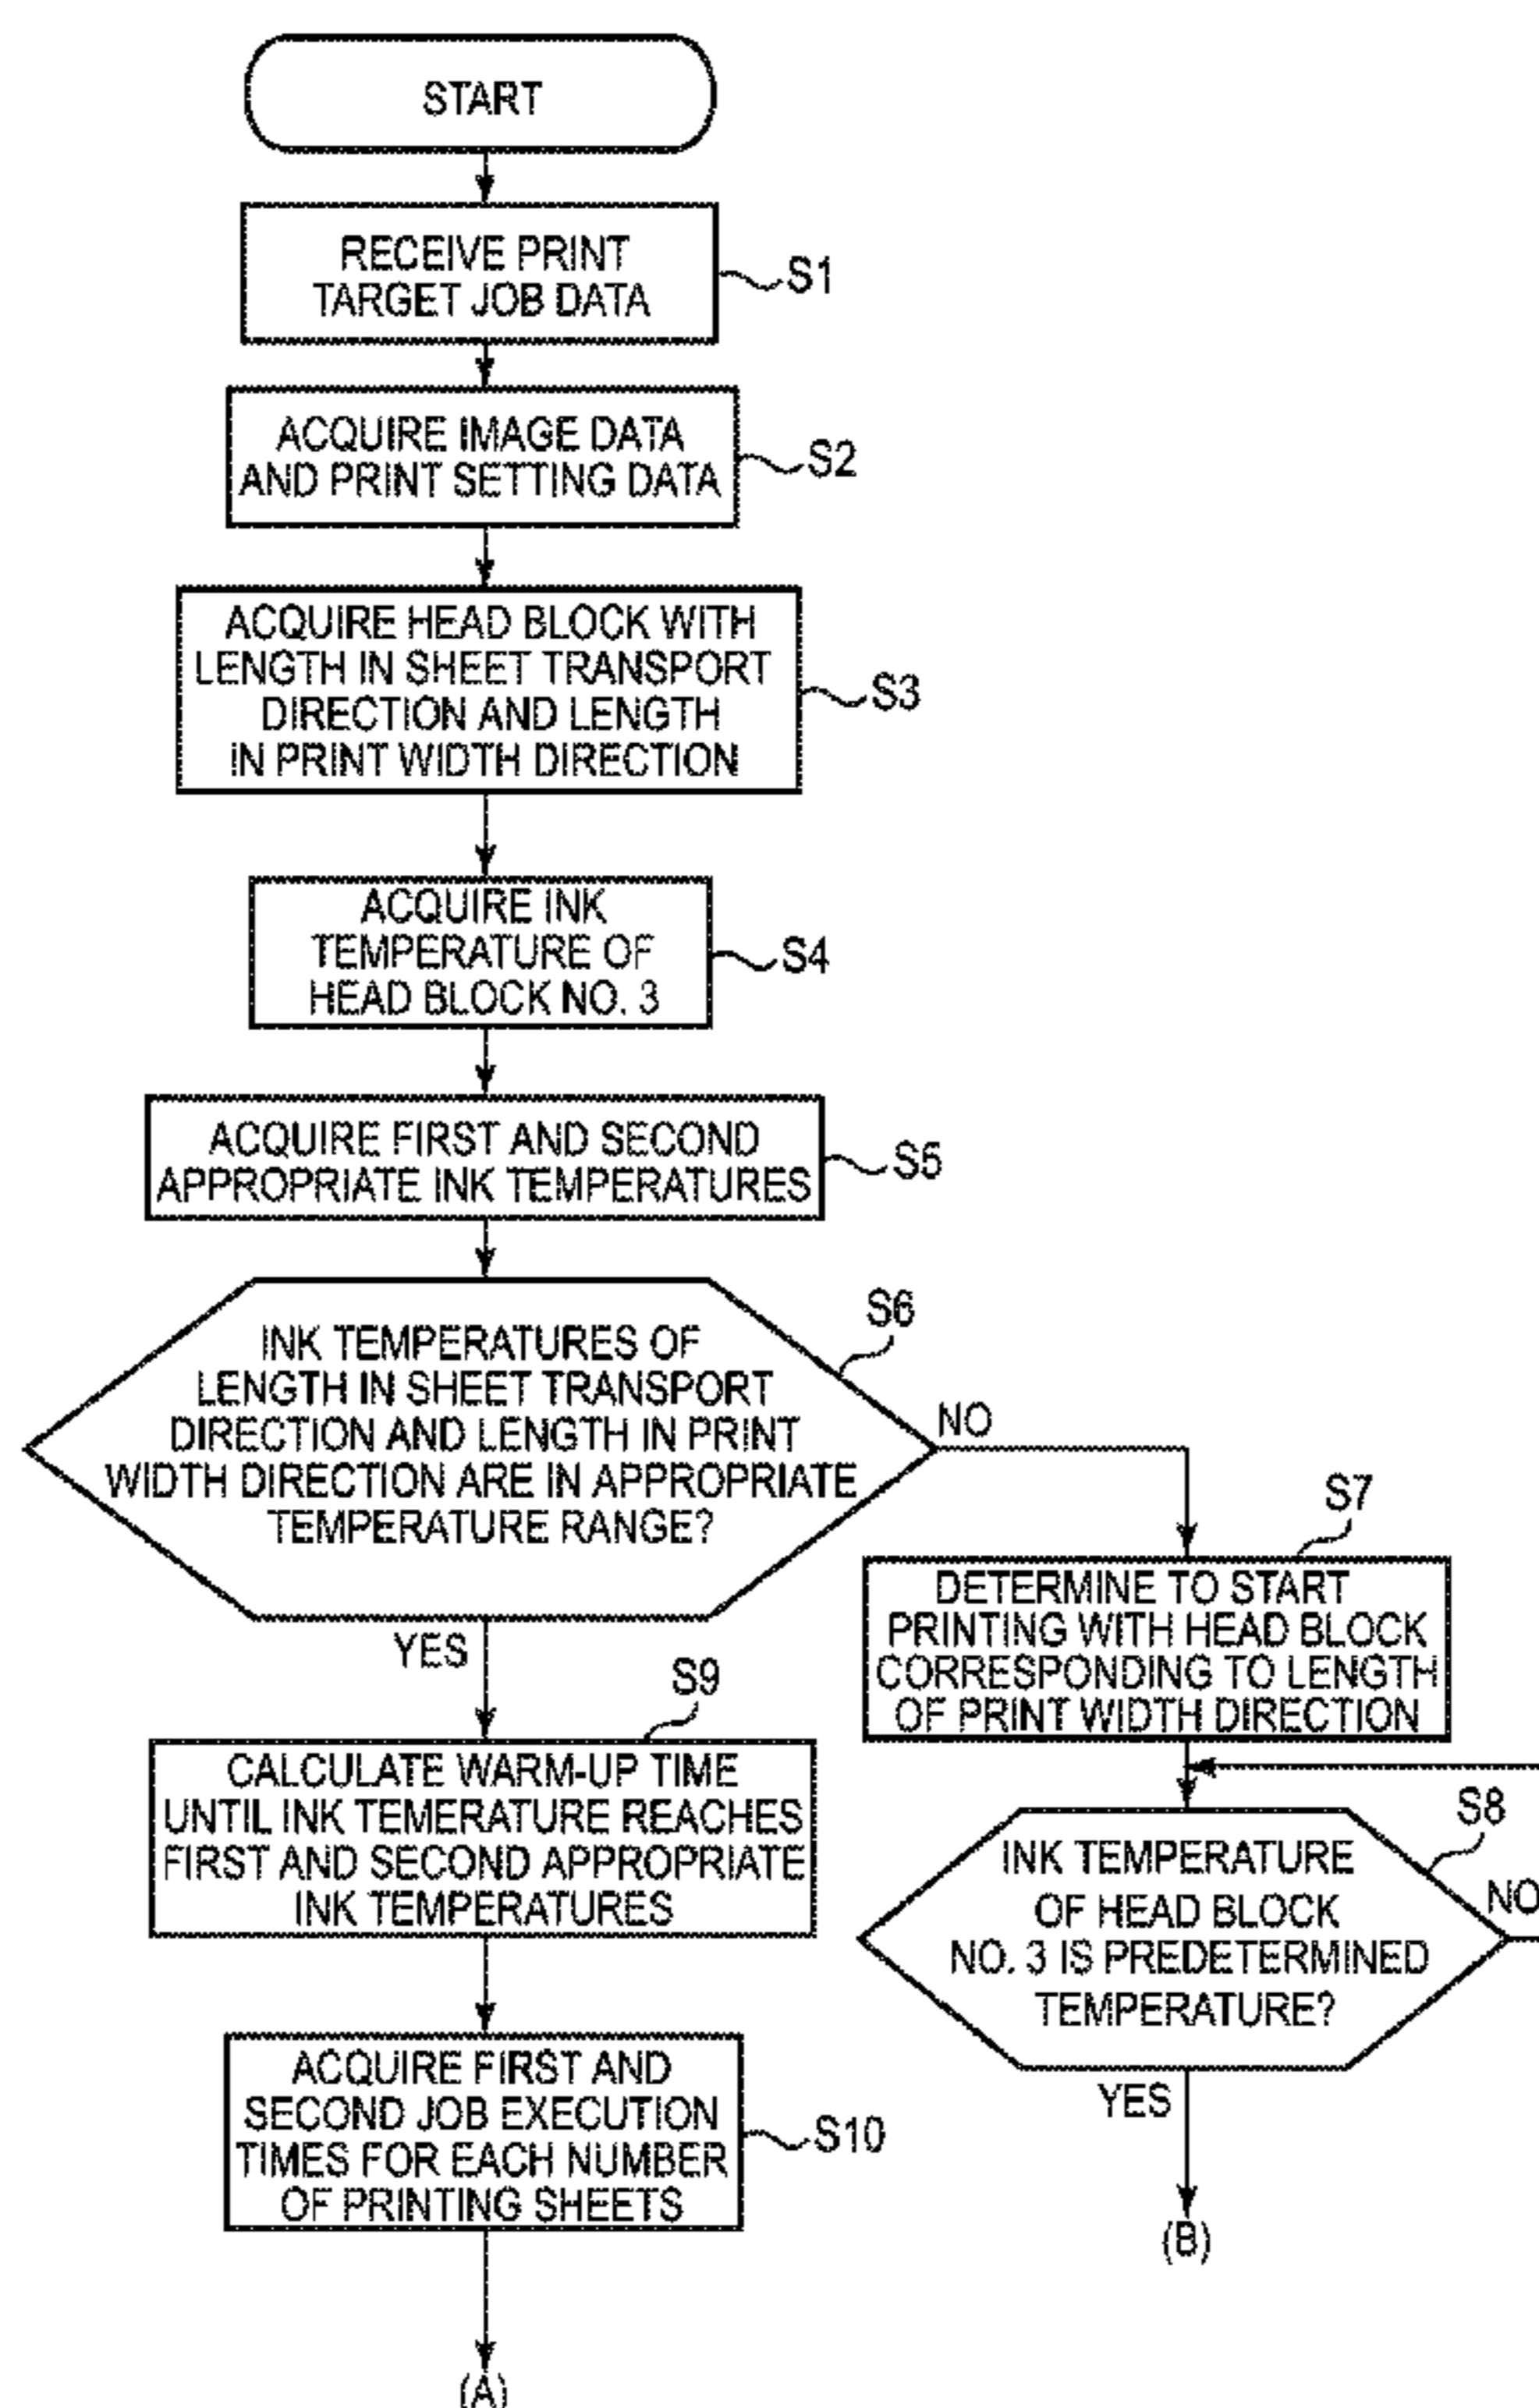 START
RECEIVE PRINT
TARGET JOB DATA
S1
ACQUIRE IMAGE DATA
AND PRINT SETTING DATA
S2
ACQUIRE HEAD BLOCK WITH
LENGTH IN SHEET TRANSPORT
DIRECTION AND LENGTH
IN PRINT WIDTH DIRECTION
S3
ACQUIRE INK
TEMPERATURE OF
HEAD BLOCK NO. 3
S4
ACQUIRE FIRST AND SECOND
APPROPRIATE INK TEMPERATURES
S5
INK TEMPERATURES OF
LENGTH IN SHEET TRANSPORT
DIRECTION AND LENGTH IN PRINT
WIDTH DIRECTION ARE IN APPROPRIATE
TEMPERATURE RANGE?
S6
NO
YES
S7
DETERMINE TO START
PRINTING WITH HEAD BLOCK
CORRESPONDING TO LENGTH
OF PRINT WIDTH DIRECTION
S8
INK TEMPERATURE
OF HEAD BLOCK
NO. 3 IS PREDETERMINED
TEMPERATURE?
NO
YES
(B)
S9
CALCULATE WARM-UP TIME
UNTIL INK TEMERATURE REACHES
FIRST AND SECOND APPROPRIATE
INK TEMPERATURES
ACQUIRE FIRST AND
SECOND JOB EXECUTION
TIMES FOR EACH NUMBER
OF PRINTING SHEETS
S10
(A)